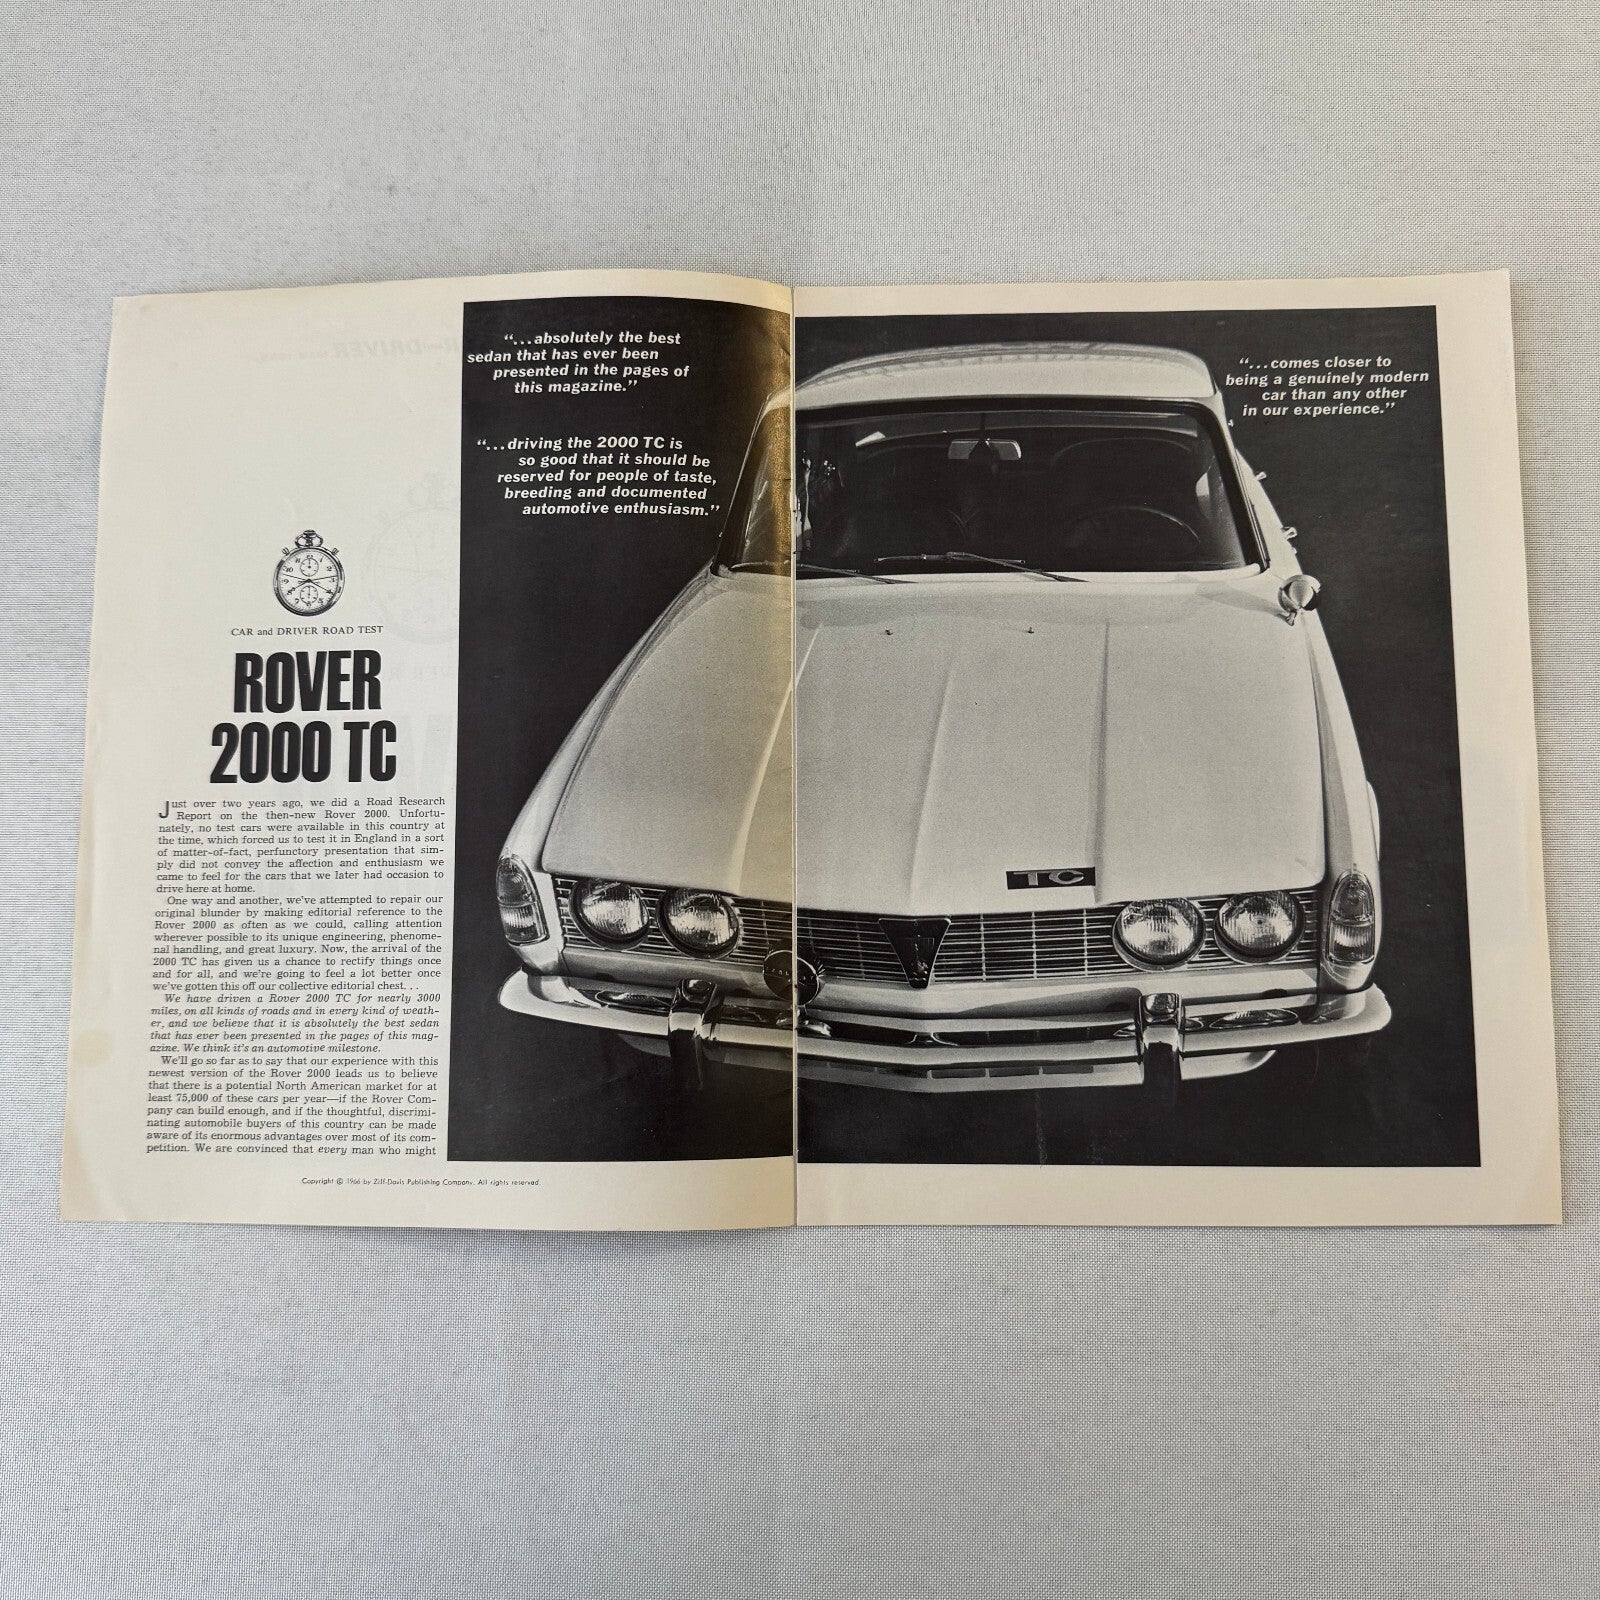 "...absolutely the best
sedan that has ever been
presented in the pages of
this magazine."
"...driving the 2000 TC is
so good that it should be
reserved for people of taste,
breeding and documented
automotive enthusiasm."
CAR and DRIVER ROAD TEST
ROVER
2000 TC
Just over two years ago, we did a Road Research
Report on the then-new Rover 2000. Unfortu-
nately, no test cars were available in this country at
the time, which forced us to test it in England in a sort
of matter-of-fact, perfunctory presentation that sim-
ply did not convey the affection and enthusiasm we
came to feel for the cars that we later had occasion to
drive here at home.
One way and another, we've attempted to repair our
original blunder by making editorial reference to the
Rover 2000 as often as we could, calling attention
wherever possible to its unique engineering, phenome-
nal handling, and great luxury. Now, the arrival of the
2000 TC has given us a chance to rectify things once
and for all, and we're going to feel a lot better once
we've gotten this off our collective editorial chest...
We have driven a Rover 2000 TC for nearly 3000
miles, on all kinds of roads and in every kind of weath-
er, and we believe that it is absolutely the best sedan
that has ever been presented in the pages of this mag-
azine. We think it's an automotive milestone.
We'll go so far as to say that our experience with this
newest version of the Rover 2000 leads us to believe
that there is a potential North American market for at
least 75,000 of these cars per year—if the Rover Com-
pany can build enough, and if the thoughtful, discrimi-
nating automobile buyers of this country can be made
aware of its enormous advantages over most of its com-
petition. We are convinced that every man who might
Copyright © 1966 by Ziff-Davis Publishing Company. All rights reserved.
"...comes closer to
being a genuinely modern
car than any other
in our experience."
TC